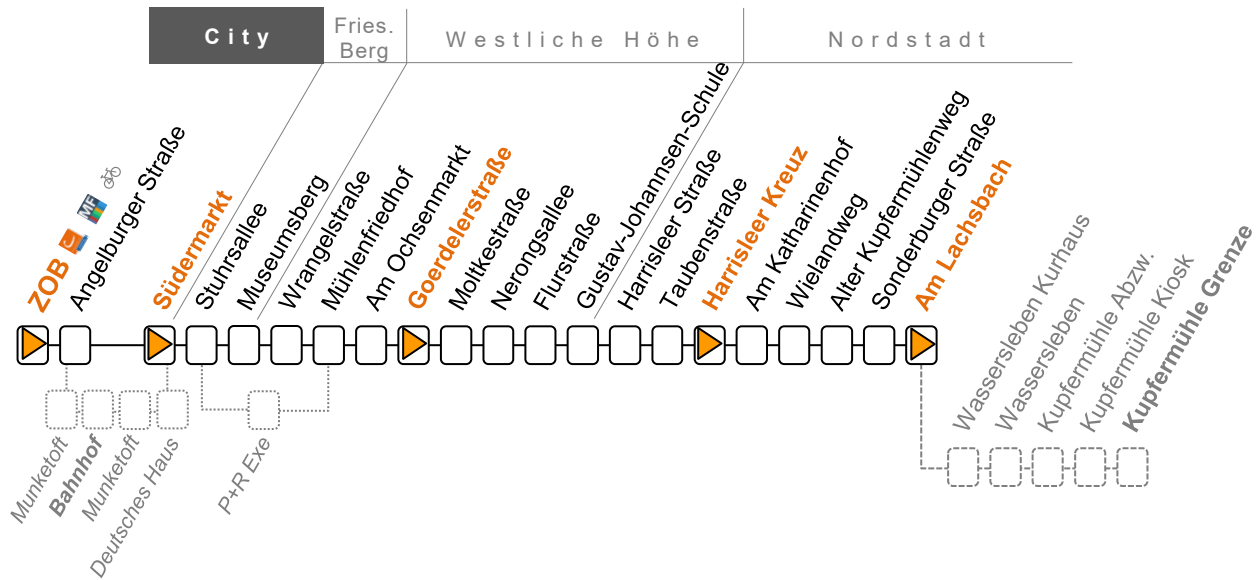 City
Fries.
Berg
Westliche Höhe
Nordstadt
ZOB
MF
Angelburger Straße
Südermarkt
Stuhrsallee
Museumsberg
Wrangelstraße
Mühlenfriedhof
Am Ochsenmarkt
Goerdelerstraße
Moltkestraße
Nerongsallee
Flurstraße
Gustav-Johannsen-Schule
Harrisleer Straße
Taubenstraße
Harrisleer Kreuz
Am Katharinenhof
Wielandweg
Alter Kupfermühlenweg
Sonderburger Straße
Am Lachsbach
Wassersleben Kurhaus
Wassersleben
Kupfermühle Abzw.
Kupfermühle Kiosk
Kupfermühle Grenze
Munketoft
Bahnhof
Munketoft
Deutsches Haus
P+R Exe